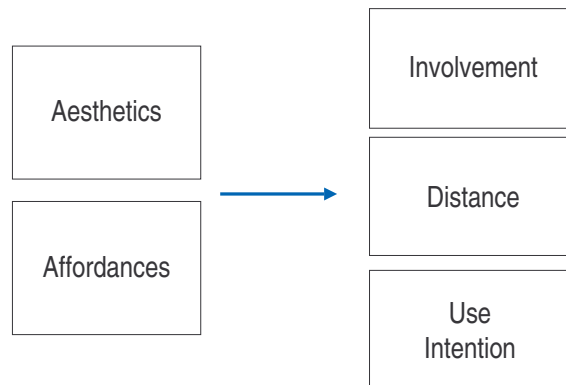 Aesthetics
Affordances
Involvement
Distance
Use
Intention